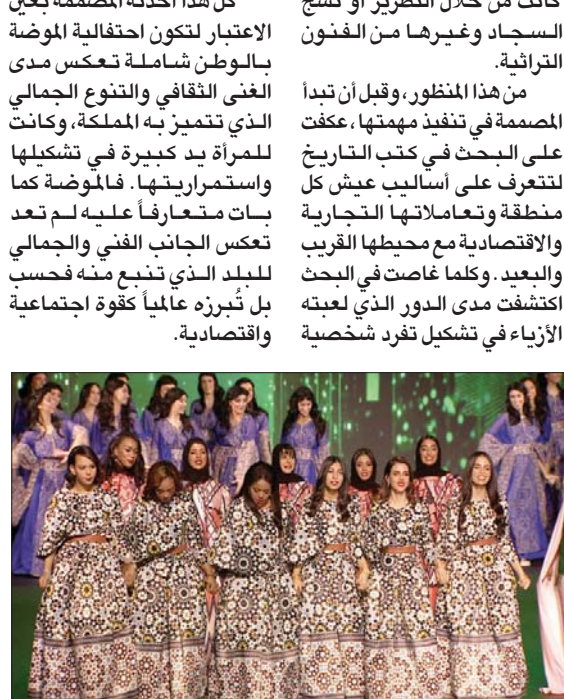 كانت من خلال التطريز أو نسج
السجاد وغيرها من الفنون
التراثية.
من هذا المنظور، وقبل أن تبدأ
المصممة في تنفيذ مهمتها، عكفت
على البحث في كتب التاريخ
لتتعرف على أساليب عيش كل
منطقة وتعاملاتها التجارية
والاقتصادية مع محيطها القريب
والبعيد. وكلما غاصت في البحث
اكتشفت مدى الدور الذي لعبته
الأزياء في تشكيل تفرد شخصية
كل هذا أخذته المصممة بعين
الاعتبار لتكون احتفالية الموضة
بالوطن شاملة تعكس مدى
الغنى الثقافي والتنوع الجمالي
الذي تتميز به المملكة، وكانت
للمرأة يد كبيرة في تشكيلها
واستمراريتها. فالموضة كما
بات متعارفاً عليه لم تعد
تعكس الجانب الفني والجمالي
للبلد الذي تنبع منه فحسب
بل تُبرزه عالمياً كقوة اجتماعية
واقتصادية.